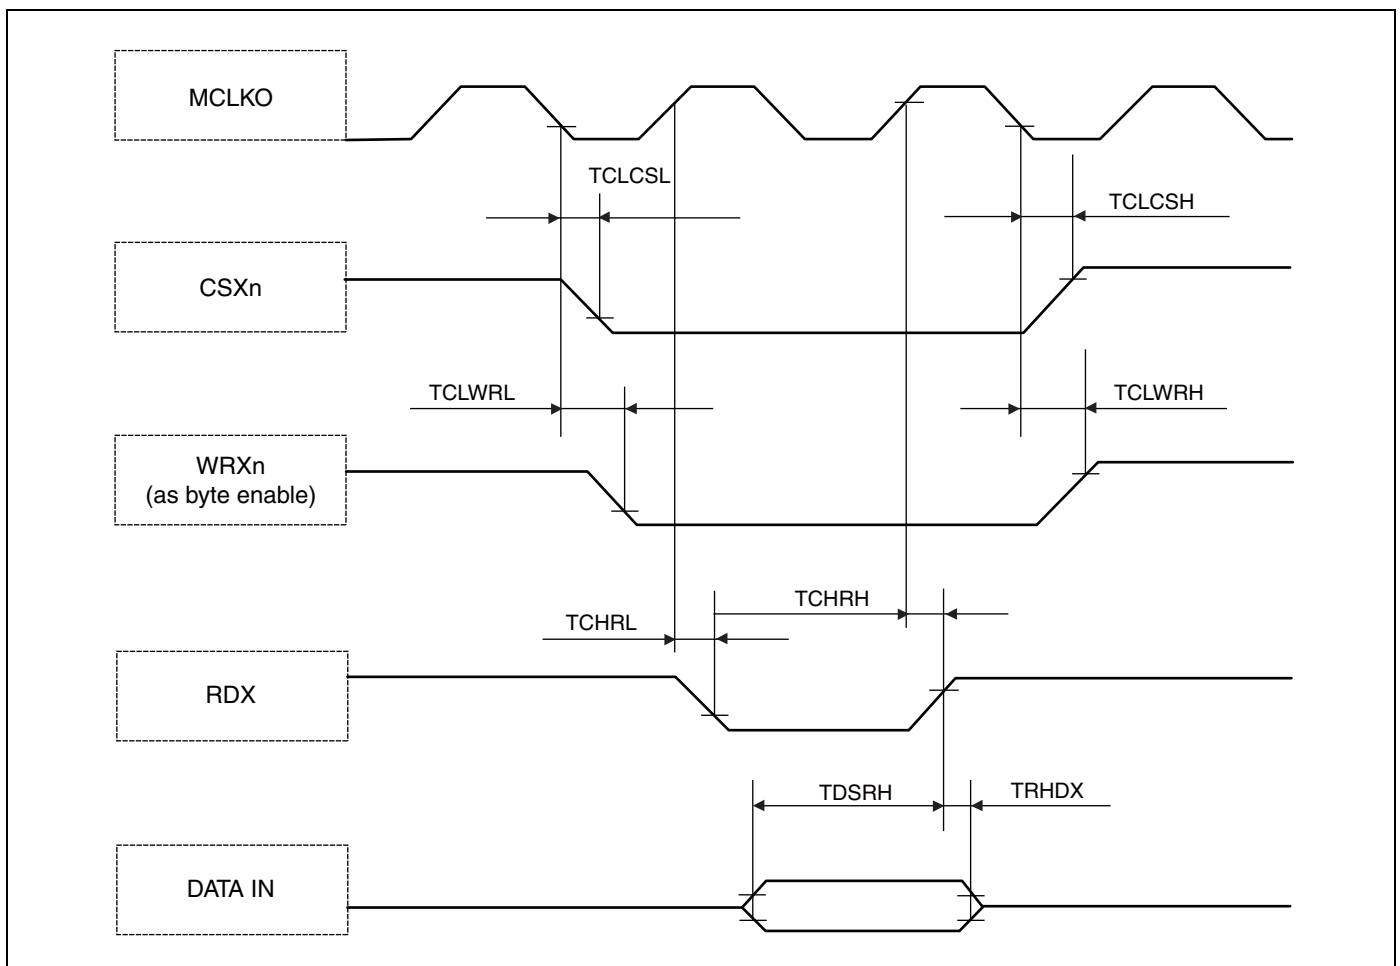 MCLKO
TCLCSL
TCLCSH
CSXn
TCLWRL
TCLWRH
WRXn
(as byte enable)
TCHRH
TCHRL
RDX
TDSRH
TRHDX
DATA IN